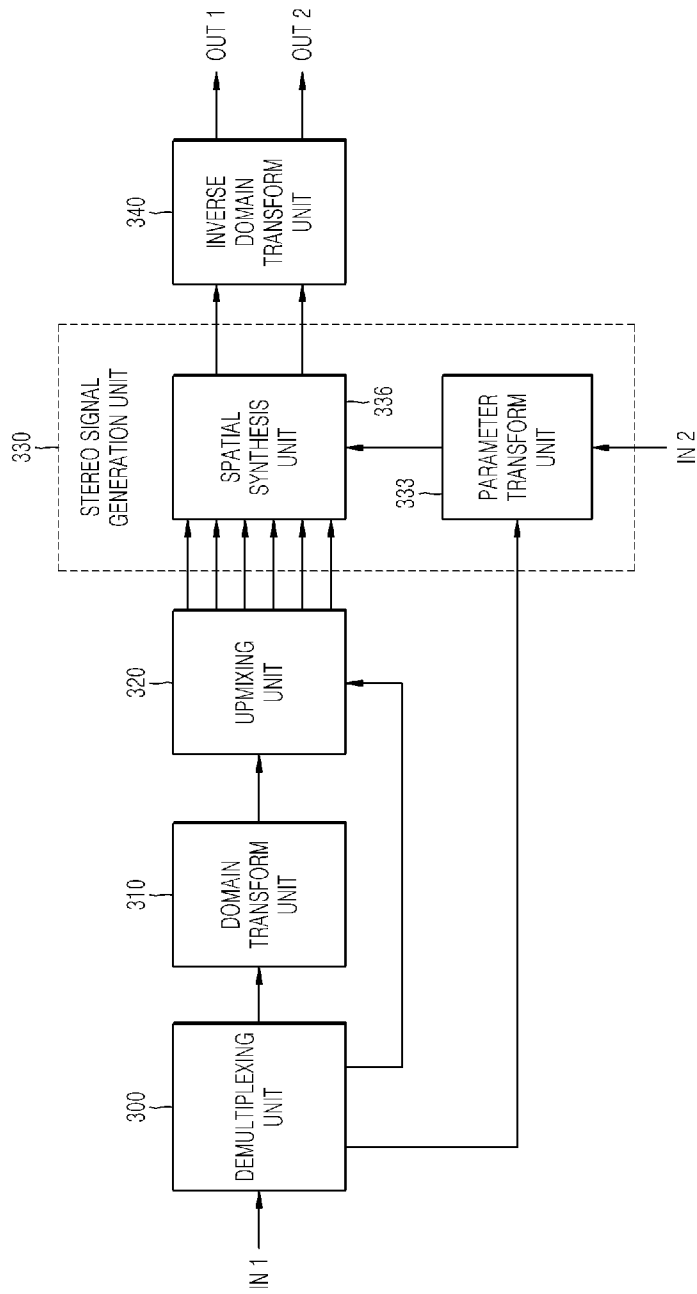 IN 1
300
DEMULTIPLEXING
UNIT
310
DOMAIN
TRANSFORM
UNIT
320
UPMIXING
UNIT
330
STEREO SIGNAL
GENERATION UNIT
SPATIAL
SYNTHESIS
UNIT
336
333
PARAMETER
TRANSFORM
UNIT
IN 2
340
INVERSE
DOMAIN
TRANSFORM
UNIT
OUT 1
OUT 2